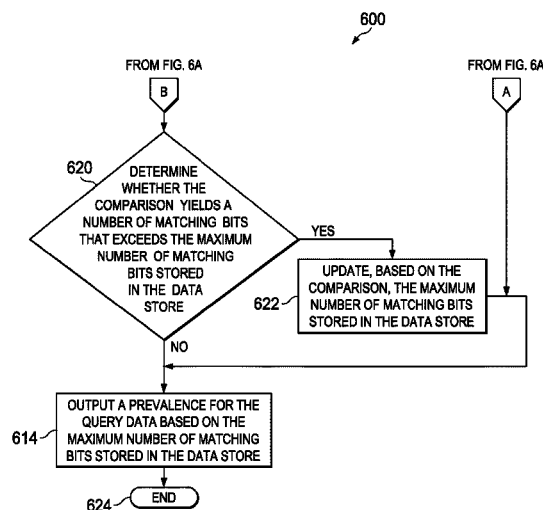 600
FROM FIG. 6A
B
FROM FIG. 6A
A
620
DETERMINE
WHETHER THE
COMPARISON YIELDS A
NUMBER OF MATCHING BITS
THAT EXCEEDS THE MAXIMUM
NUMBER OF MATCHING
BITS STORED
IN THE DATA
STORE
YES
622
UPDATE, BASED ON THE
COMPARISON, THE MAXIMUM
NUMBER OF MATCHING BITS
STORED IN THE DATA STORE
NO
614
OUTPUT A PREVALENCE FOR THE
QUERY DATA BASED ON THE
MAXIMUM NUMBER OF MATCHING
BITS STORED IN THE DATA STORE
624
END